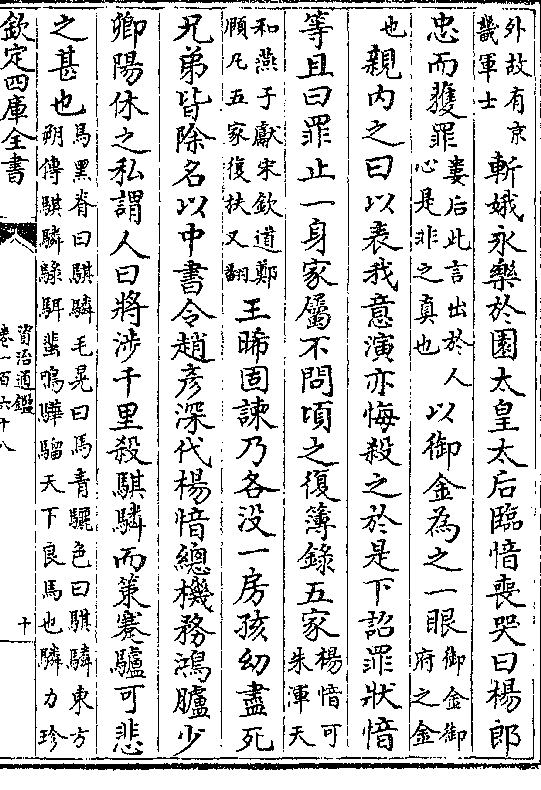 外故有京
畿軍士
斬娥永樂於園太皇太后臨愔喪哭曰楊郎
忠而獲罪
婁后此言出於人
心是非之真也
以御金為之一眼
御金御
府之金
也
親内之曰以表我意演亦悔殺之於是下詔罪狀愔
等且曰罪止一身家屬不問頃之復簿錄五家
楊愔可
朱渾天
和燕子獻宋欽道鄭
頤凡五家復扶又翻
王晞固諫乃各没一房孩幼盡死
兄弟皆除名以中書令趙彦深代楊愔總機務鴻臚少
卿陽休之私謂人曰將涉千里殺騏驎而策蹇驢可悲
之甚也
馬黑脊曰騏驎毛晃曰馬青驪色曰騏驎東方
朔傳騏驎騄駬蜚鴻驊騮天下良馬也驎力珍
欽定四庫全書
資治通鑑
卷一百六十八
十